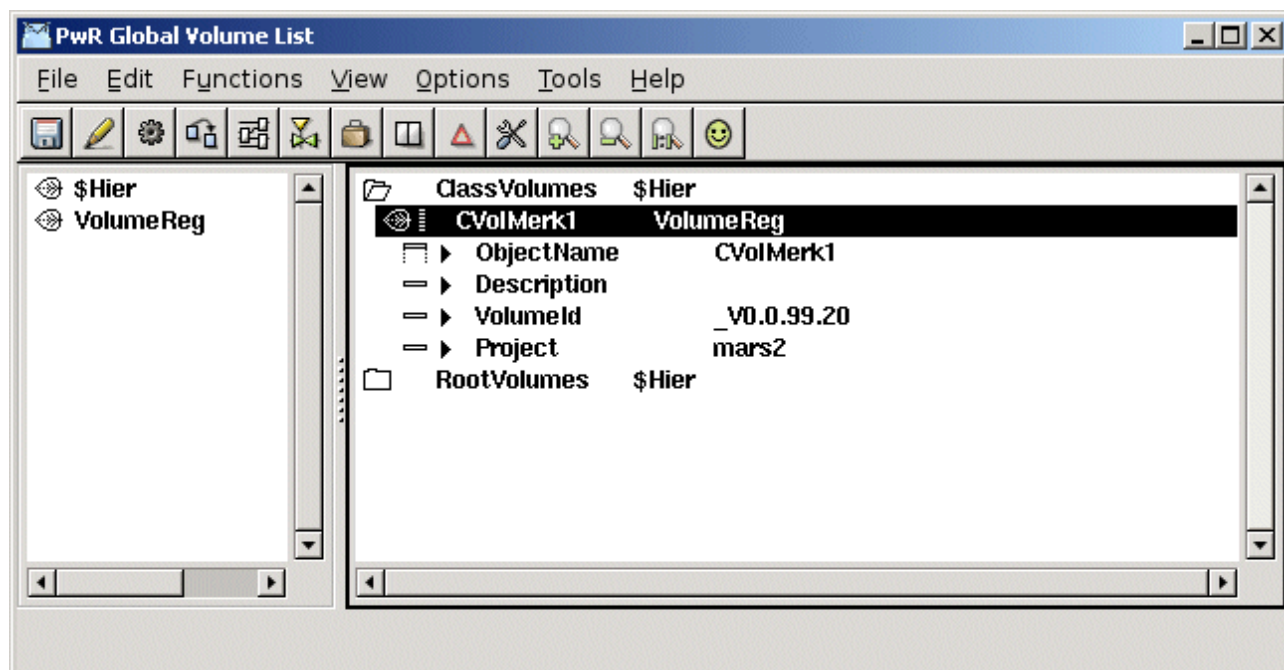 PwR Global Volume List
File Edit Functions View Options Tools Help
$Hier
VolumeReg
ClassVolumes $Hier
CVolMerk1 VolumeReg
ObjectName CVolMerk1
Description
VolumeId _V0.0.99.20
Project mars2
RootVolumes $Hier